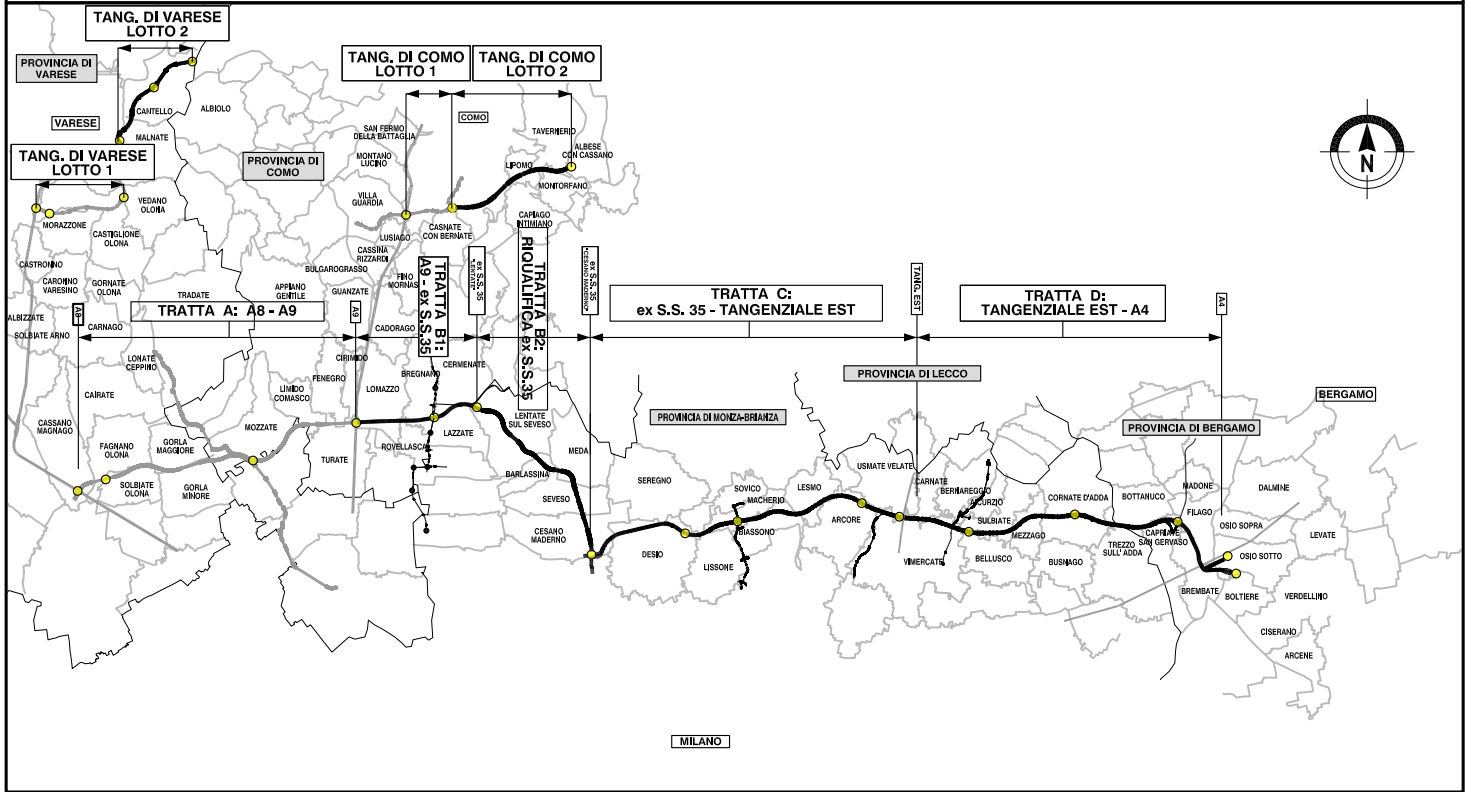 TANG. DI VARESE
LOTTO 2
PROVINCIA DI
VARESE
CANTELLO
ALBIOLO
VARESE
MALNATE
TANG. DI VARESE
LOTTO 1
VEDANO
OLONA
MORAZZONE
CASTIGLIONE
OLONA
PROVINCIA DI
COMO
TANG. DI COMO
LOTTO 1
TANG. DI COMO
LOTTO 2
COMO
SAN FERMO
DELLA BATTAGLIA
MONTANO
LUCINO
VILLA
GUARDIA
TAVERNERIO
ALBESE
CON CASSANO
LIPOMO
MONTORFANO
CAPIAGO
INTIMIANO
CASNATE
CON BERNATE
LUSIAGO
CASSINA
RIZZARDI
BULGAROGRASSO
FINO
MORNAS
GUANZATE
APPIANO
GENTILE
N
CASTRONNO
CARONNO
VARESINO
GORNATE
OLONA
TRADATE
ALBIZZATE
SOLBIATE ARNO
CARNAGO
A8
TRATTA A: A8 - A9
A9
TRATTA B1:
A9 - ex S.S.35
ex S.S. 35
"LENTATE"
TRATTA B2:
RIQUALIFICA ex S.S.35
ex S.S. 35
"CESANO MADERNO"
TRATTA C:
ex S.S. 35 - TANGENZIALE EST
TANG. EST
TRATTA D:
TANGENZIALE EST - A4
A4
CADORAGO
CIRIMIDO
FENEGRO
LOMAZZO
BREGNANO
CERMENATE
LONATE
CEPPINO
LIMIDO
COMASCO
CAIRATE
MOZZATE
CASSANO
MAGNAGO
FAGNANO
OLONA
GORLA
MAGGIORE
SOLBIATE
OLONA
GORLA
MINORE
TURATE
ROVELLASCA
LAZZATE
LENTATE
SUL SEVESO
BARLASSINA
MEDA
SEVESO
CESANO
MADERNO
PROVINCIA DI LECCO
PROVINCIA DI MONZA-BRIANZA
PROVINCIA DI BERGAMO
BERGAMO
SEREGNO
DESIO
SOVICO
MACHERIO
BIASSONO
LISSONE
LESMO
ARCORE
USMATE VELATE
CARNATE
BERNAREGGIO
AICURZIO
SULBIATE
VIMERCATE
BELLUSCO
MEZZAGO
CORNATE D'ADDA
BUSNAGO
TREZZO
SULL' ADDA
BOTTANUCO
MADONE
FILAGO
CAPRIATE
SAN GERVASO
DALMINE
OSIO SOPRA
OSIO SOTTO
LEVATE
BREMBATE
BOLTIERE
VERDELLINO
CISERANO
ARCENE
MILANO